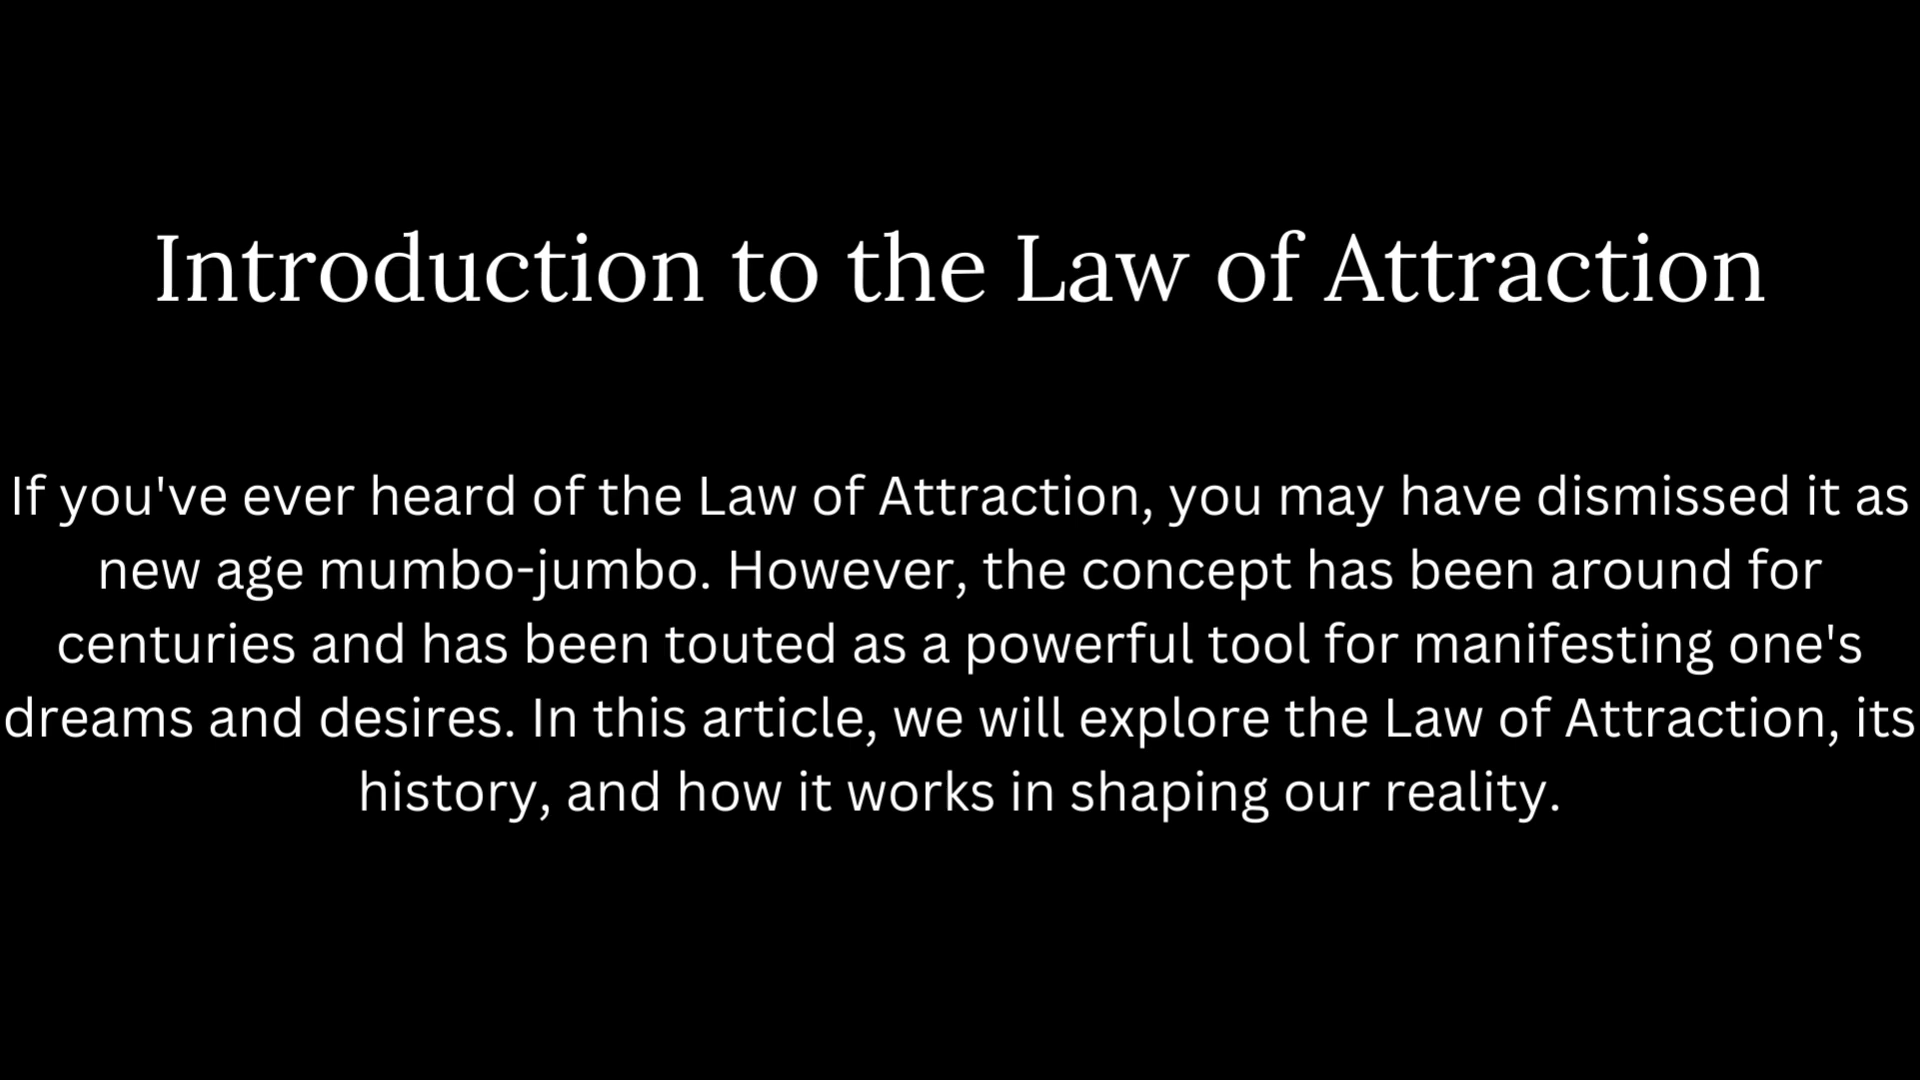 Introduction to the Law of Attraction
If you've ever heard of the Law of Attraction, you may have dismissed it as
new age mumbo-jumbo. However, the concept has been around for
centuries and has been touted as a powerful tool for manifesting one's
dreams and desires. In this article, we will explore the Law of Attraction, its
history, and how it works in shaping our reality.